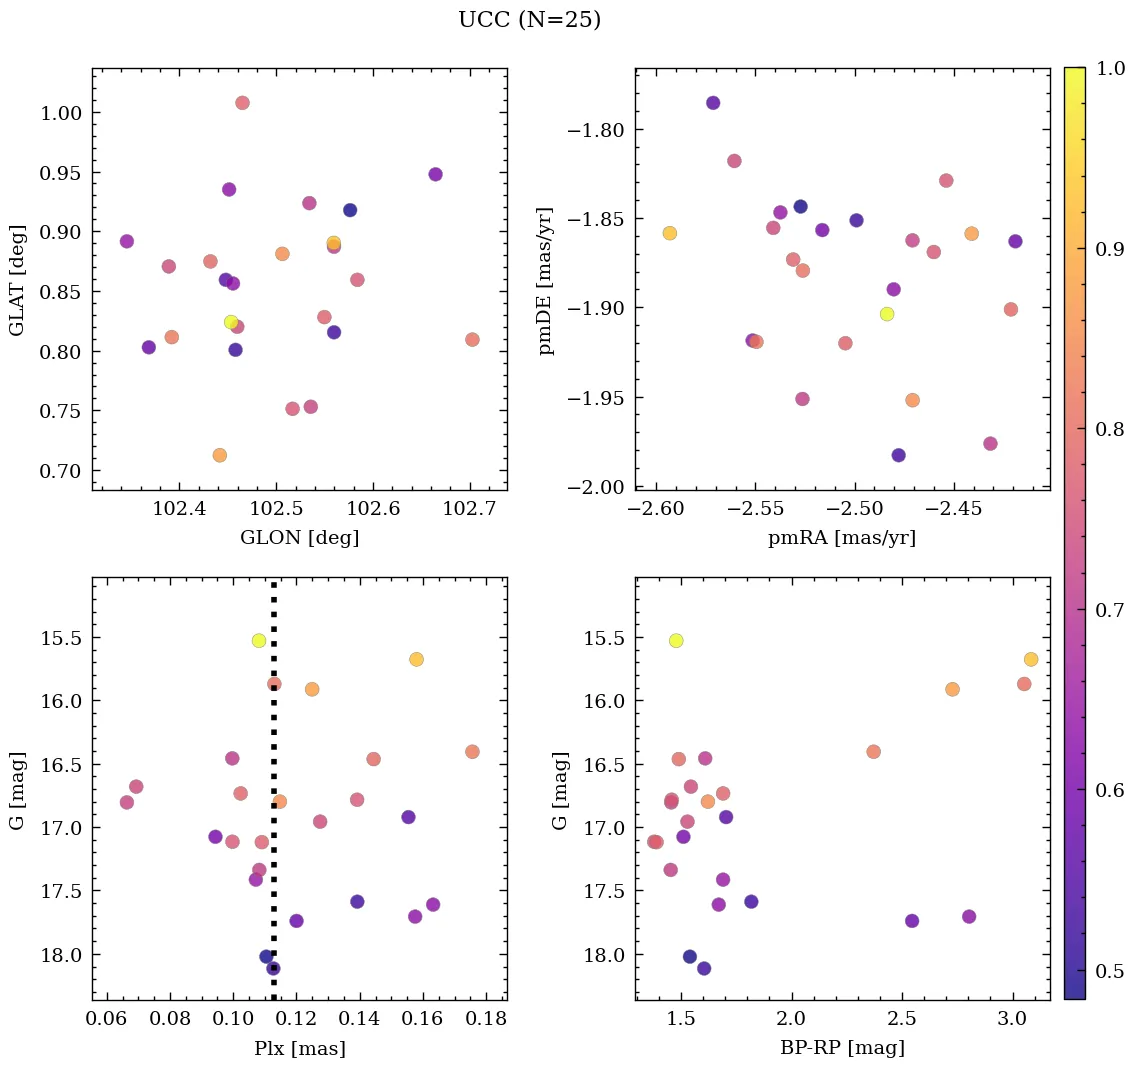 UCC (N=25)
1.00
0.95
0.90
0.85
0.80
0.75
0.70
GLAT [deg]
102.4 102.5 102.6 102.7
GLON [deg]
−1.80
−1.85
−1.90
−1.95
−2.00
pmDE [mas/yr]
−2.60 −2.55 −2.50 −2.45
pmRA [mas/yr]
15.5
16.0
16.5
17.0
17.5
18.0
G [mag]
0.06 0.08 0.10 0.12 0.14 0.16 0.18
Plx [mas]
15.5
16.0
16.5
17.0
17.5
18.0
G [mag]
1.5 2.0 2.5 3.0
BP-RP [mag]
1.0
0.9
0.8
0.7
0.6
0.5